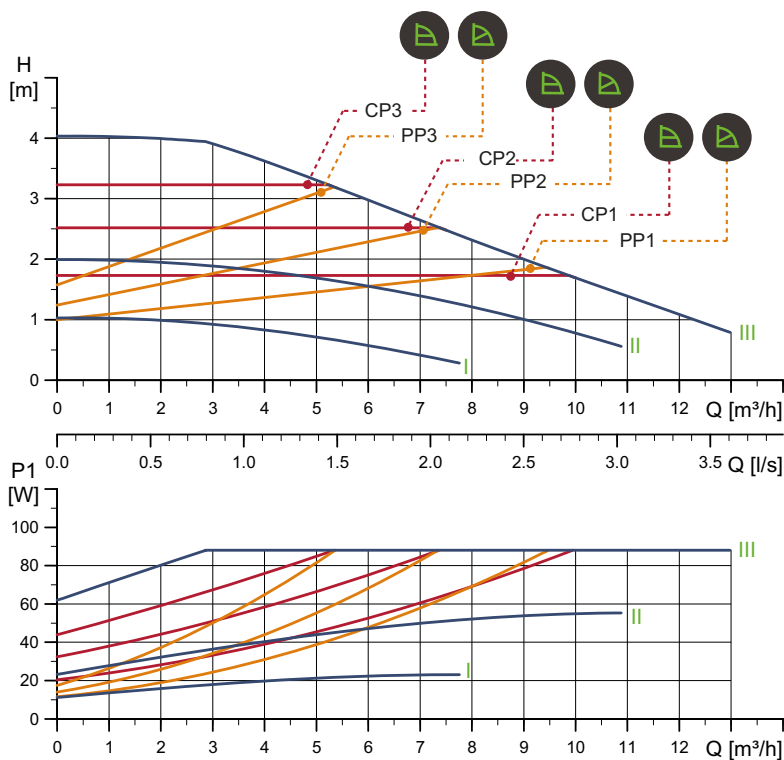 H
[m]
CP3
PP3
CP2
PP2
CP1
PP1
4
3
2
1
0
III
II
I
0 1 2 3 4 5 6 7 8 9 10 11 12 Q [m³/h]
0.0 0.5 1.0 1.5 2.0 2.5 3.0 3.5 Q [l/s]
P1
[W]
100
80
60
40
20
0
III
II
I
0 1 2 3 4 5 6 7 8 9 10 11 12 Q [m³/h]